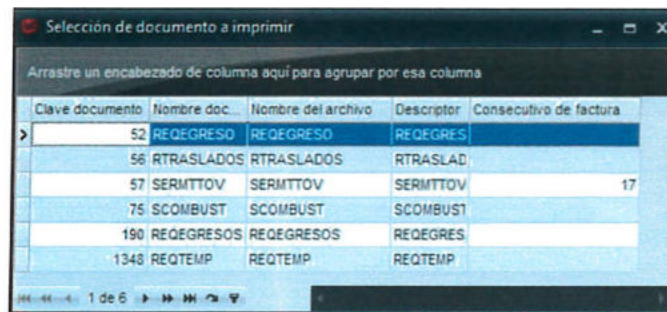 Selección de documento a imprimir
Arrastre un encabezado de columna aquí para agrupar por esa columna
Clave documento Nombre doc... Nombre del archivo Descriptor Consecutivo de factura
52 REQEGRESO REQEGRESO REQEGRES
56 RTRASLADOS RTRASLADOS RTRASLAD
57 SERMTTOV SERMTTOV SERMTTOV 17
75 SCOMBUST SCOMBUST SCOMBUST
190 REQEGRESOS REQEGRESOS REQEGRES
1348 REQTEMP REQTEMP REQTEMP
1 de 6